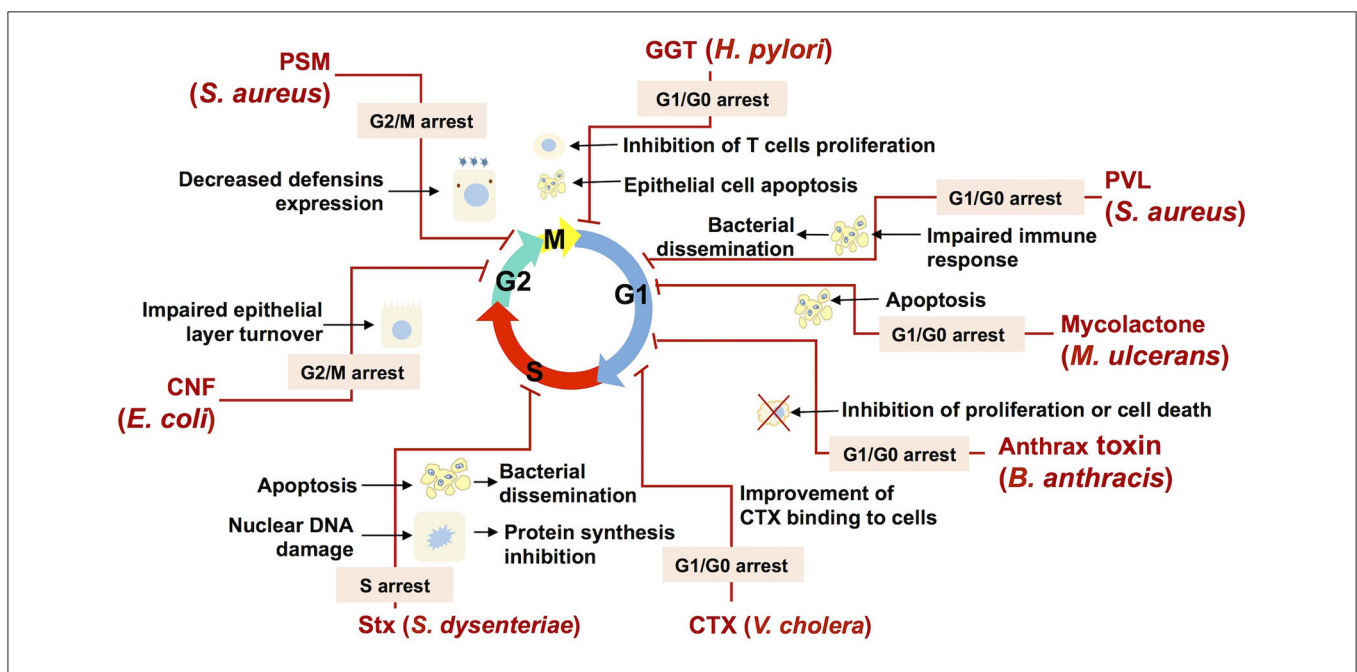 GGT (H. pylori)
G1/G0 arrest
PSM
(S. aureus)
G2/M arrest
Inhibition of T cells proliferation
Epithelial cell apoptosis
Decreased defensins
expression
PVL
(S. aureus)
G1/G0 arrest
Bacterial
dissemination
Impaired immune
response
M
G2
G1
S
Apoptosis
G1/G0 arrest
Mycolactone
(M. ulcerans)
Impaired epithelial
layer turnover
G2/M arrest
CNF
(E. coli)
Inhibition of proliferation or cell death
G1/G0 arrest
Anthrax toxin
(B. anthracis)
Apoptosis
Bacterial
dissemination
Nuclear DNA
damage
Protein synthesis
inhibition
S arrest
Stx (S. dysenteriae)
Improvement of
CTX binding to cells
G1/G0 arrest
CTX (V. cholera)